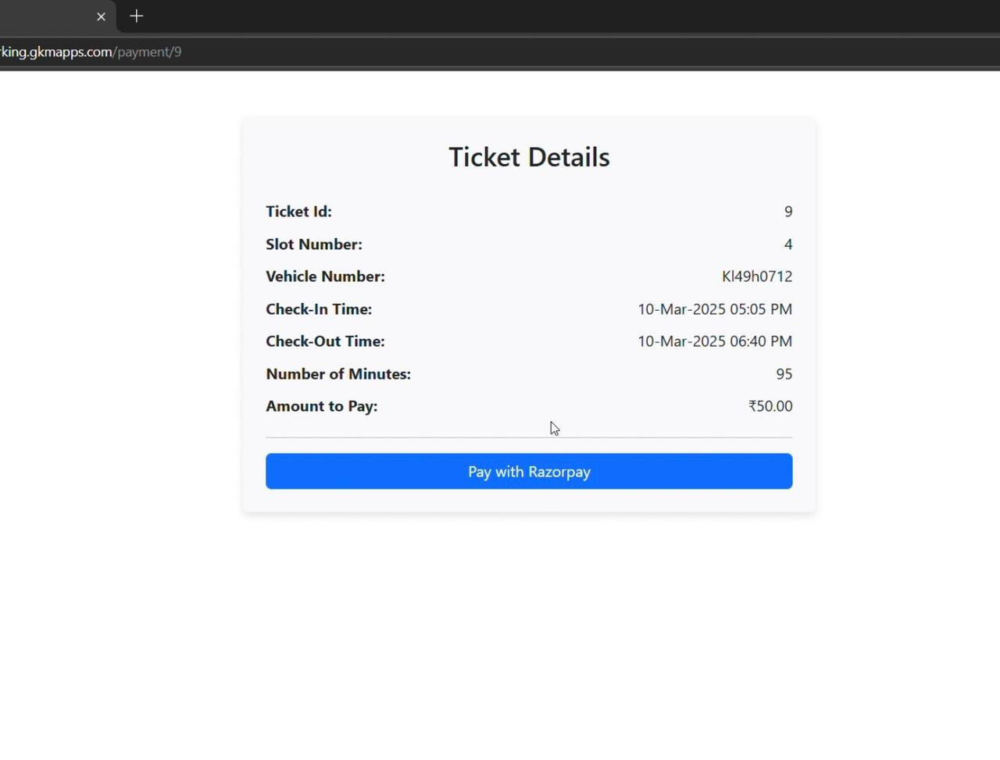 rking.gkmapps.com/payment/9
Ticket Details
Ticket Id: 9
Slot Number: 4
Vehicle Number: Kl49h0712
Check-In Time: 10-Mar-2025 05:05 PM
Check-Out Time: 10-Mar-2025 06:40 PM
Number of Minutes: 95
Amount to Pay: ₹50.00
Pay with Razorpay